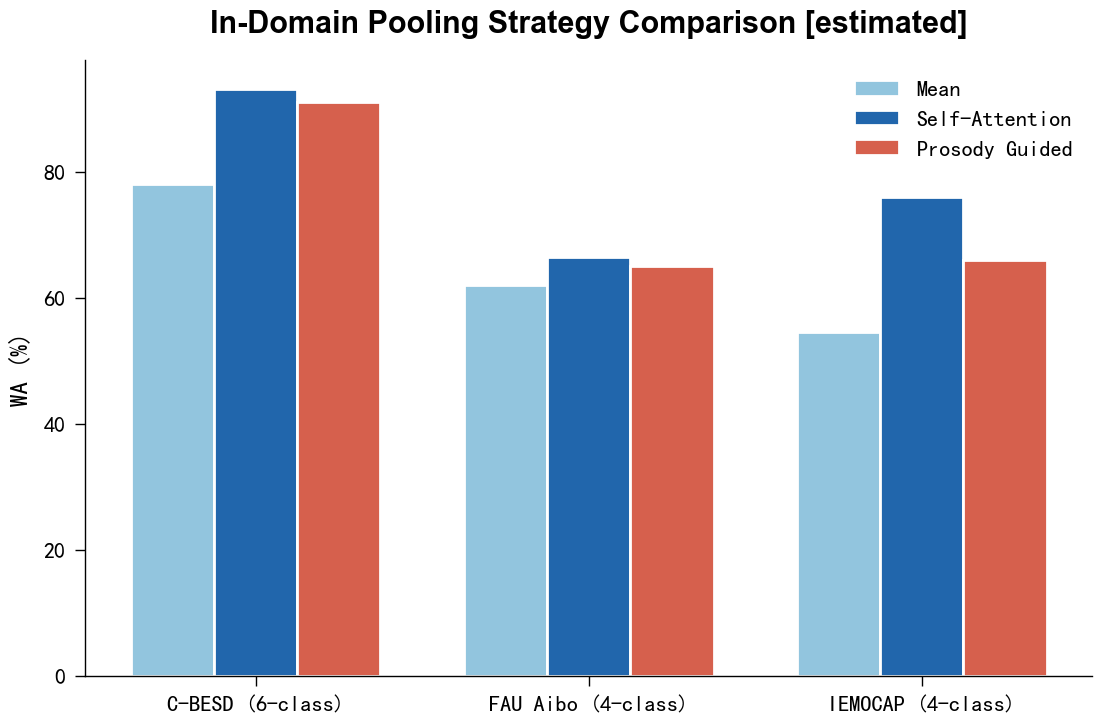 In-Domain Pooling Strategy Comparison [estimated]
Mean
Self-Attention
Prosody Guided
WA (%)
80
60
40
20
0
C-BESD (6-class)
FAU Aibo (4-class)
IEMOCAP (4-class)